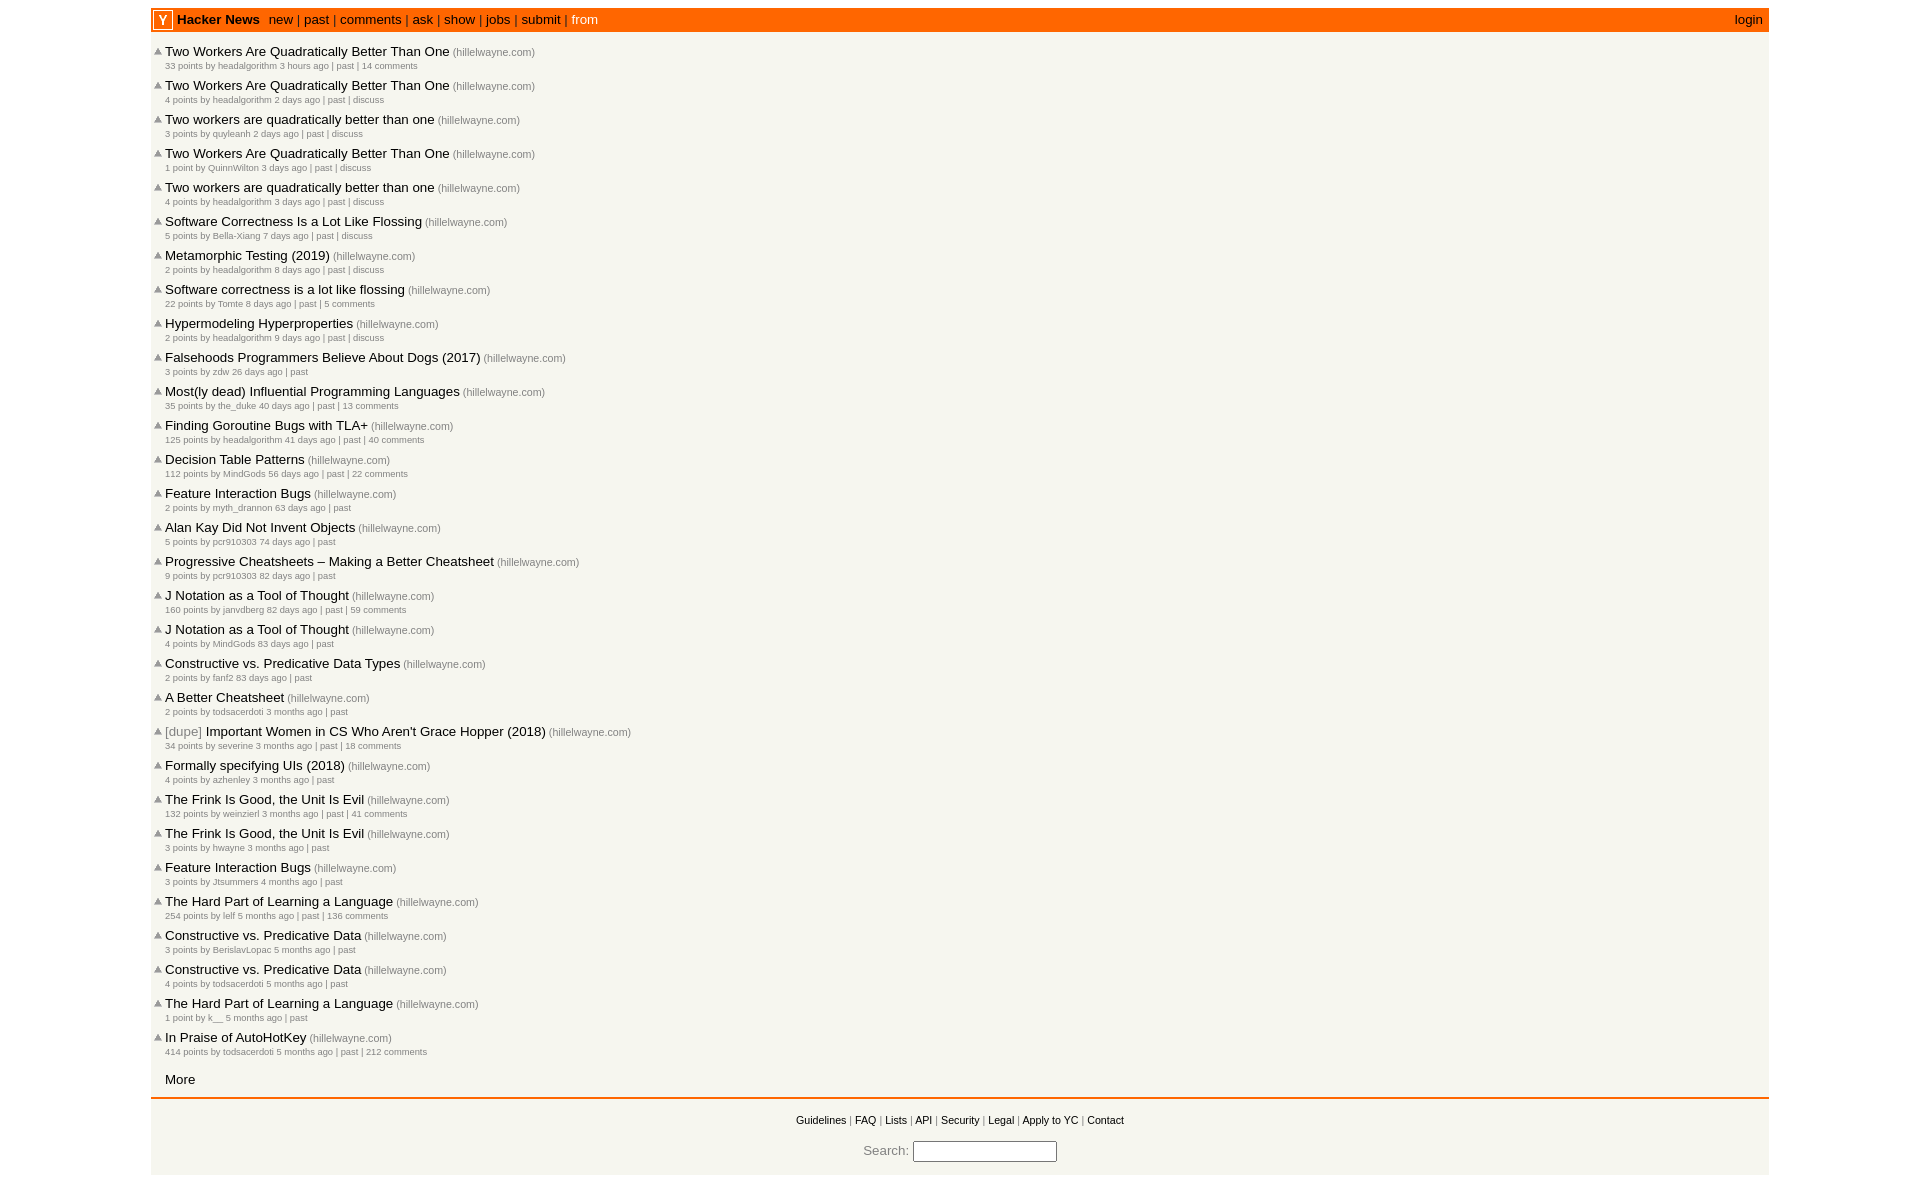 Y Hacker News new | past | comments | ask | show | jobs | submit | from login
Two Workers Are Quadratically Better Than One (hillelwayne.com)
33 points by headalgorithm 3 hours ago | past | 14 comments
Two Workers Are Quadratically Better Than One (hillelwayne.com)
4 points by headalgorithm 2 days ago | past | discuss
Two workers are quadratically better than one (hillelwayne.com)
3 points by quyleanh 2 days ago | past | discuss
Two Workers Are Quadratically Better Than One (hillelwayne.com)
1 point by QuinnWilton 3 days ago | past | discuss
Two workers are quadratically better than one (hillelwayne.com)
4 points by headalgorithm 3 days ago | past | discuss
Software Correctness Is a Lot Like Flossing (hillelwayne.com)
5 points by Bella-Xiang 7 days ago | past | discuss
Metamorphic Testing (2019) (hillelwayne.com)
2 points by headalgorithm 8 days ago | past | discuss
Software correctness is a lot like flossing (hillelwayne.com)
22 points by Tomte 8 days ago | past | 5 comments
Hypermodeling Hyperproperties (hillelwayne.com)
2 points by headalgorithm 9 days ago | past | discuss
Falsehoods Programmers Believe About Dogs (2017) (hillelwayne.com)
3 points by zdw 26 days ago | past
Most(ly dead) Influential Programming Languages (hillelwayne.com)
35 points by the_duke 40 days ago | past | 13 comments
Finding Goroutine Bugs with TLA+ (hillelwayne.com)
125 points by headalgorithm 41 days ago | past | 40 comments
Decision Table Patterns (hillelwayne.com)
112 points by MindGods 56 days ago | past | 22 comments
Feature Interaction Bugs (hillelwayne.com)
2 points by myth_drannon 63 days ago | past
Alan Kay Did Not Invent Objects (hillelwayne.com)
5 points by pcr910303 74 days ago | past
Progressive Cheatsheets – Making a Better Cheatsheet (hillelwayne.com)
9 points by pcr910303 82 days ago | past
J Notation as a Tool of Thought (hillelwayne.com)
160 points by janvdberg 82 days ago | past | 59 comments
J Notation as a Tool of Thought (hillelwayne.com)
4 points by MindGods 83 days ago | past
Constructive vs. Predicative Data Types (hillelwayne.com)
2 points by fanf2 83 days ago | past
A Better Cheatsheet (hillelwayne.com)
2 points by todsacerdoti 3 months ago | past
[dupe] Important Women in CS Who Aren't Grace Hopper (2018) (hillelwayne.com)
34 points by severine 3 months ago | past | 18 comments
Formally specifying UIs (2018) (hillelwayne.com)
4 points by azhenley 3 months ago | past
The Frink Is Good, the Unit Is Evil (hillelwayne.com)
132 points by weinzierl 3 months ago | past | 41 comments
The Frink Is Good, the Unit Is Evil (hillelwayne.com)
3 points by hwayne 3 months ago | past
Feature Interaction Bugs (hillelwayne.com)
3 points by Jtsummers 4 months ago | past
The Hard Part of Learning a Language (hillelwayne.com)
254 points by lelf 5 months ago | past | 136 comments
Constructive vs. Predicative Data (hillelwayne.com)
3 points by BerislavLopac 5 months ago | past
Constructive vs. Predicative Data (hillelwayne.com)
4 points by todsacerdoti 5 months ago | past
The Hard Part of Learning a Language (hillelwayne.com)
1 point by k__ 5 months ago | past
In Praise of AutoHotKey (hillelwayne.com)
414 points by todsacerdoti 5 months ago | past | 212 comments
More
Guidelines | FAQ | Lists | API | Security | Legal | Apply to YC | Contact
Search: